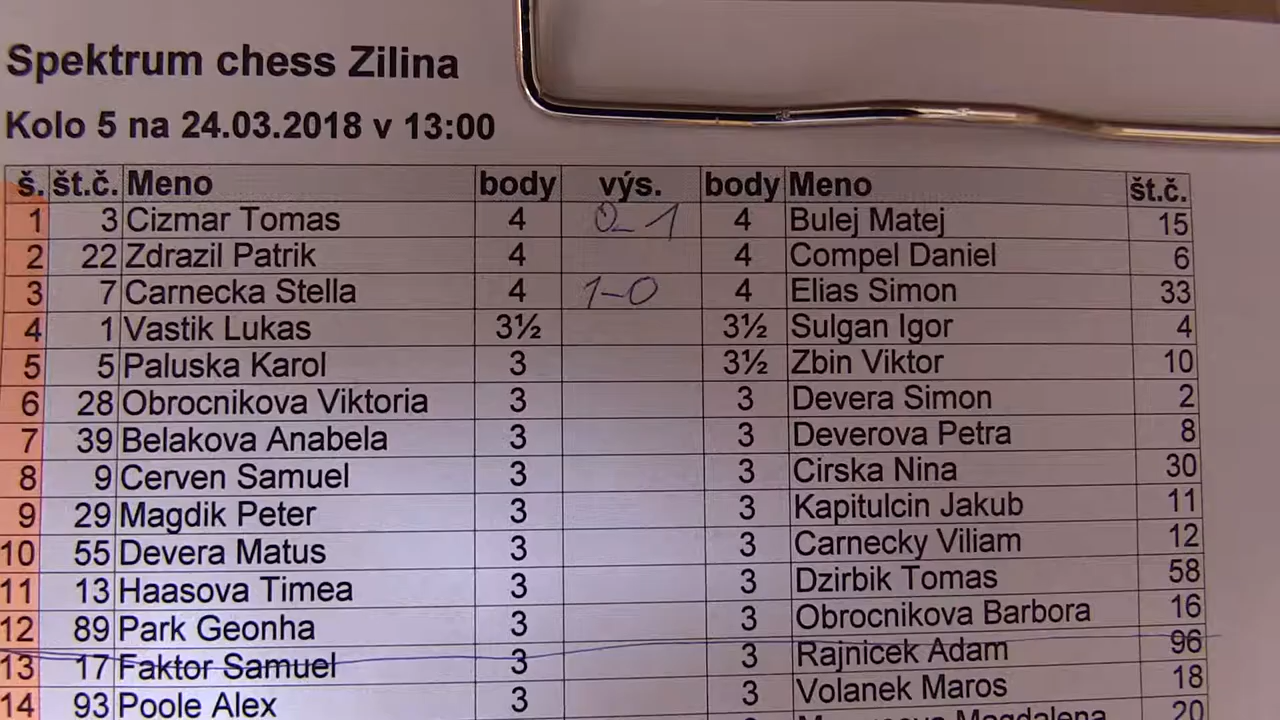 Spektrum chess Zilina
Kolo 5 na 24.03.2018 v 13:00
š. št.č. Meno body výs. body Meno št.č.
1 3 Cizmar Tomas 4 0-1 4 Bulej Matej 15
2 22 Zdrazil Patrik 4 4 Compel Daniel 6
3 7 Carnecka Stella 4 1-0 4 Elias Simon 33
4 1 Vastik Lukas 3½ 3½ Sulgan Igor 4
5 5 Paluska Karol 3 3½ Zbin Viktor 10
6 28 Obrocnikova Viktoria 3 3 Devera Simon 2
7 39 Belakova Anabela 3 3 Deverova Petra 8
8 9 Cerven Samuel 3 3 Cirska Nina 30
9 29 Magdik Peter 3 3 Kapitulcin Jakub 11
10 55 Devera Matus 3 3 Carnecky Viliam 12
11 13 Haasova Timea 3 3 Dzirbik Tomas 58
12 89 Park Geonha 3 3 Obrocnikova Barbora 16
13 17 Faktor Samuel 3 3 Rajnicek Adam 96
14 93 Poole Alex 3 3 Volanek Maros 18
Magdalena 20